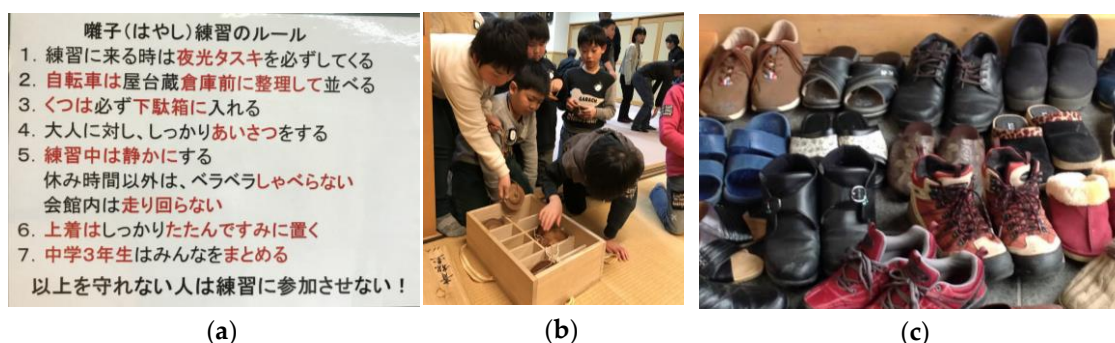 囃子(はやし)練習のルール
1. 練習に来る時は夜光タスキを必ずしてくる
2. 自転車は屋台蔵倉庫前に整理して並べる
3. くつは必ず下駄箱に入れる
4. 大人に対し、しっかりあいさつをする
5. 練習中は静かにする
休み時間以外は、ベラベラしゃべらない
会館内は走り回らない
6. 上着はしっかりたたんですみに置く
7. 中学3年生はみんなをまとめる
以上を守れない人は練習に参加させない!
(a)
(b)
(c)